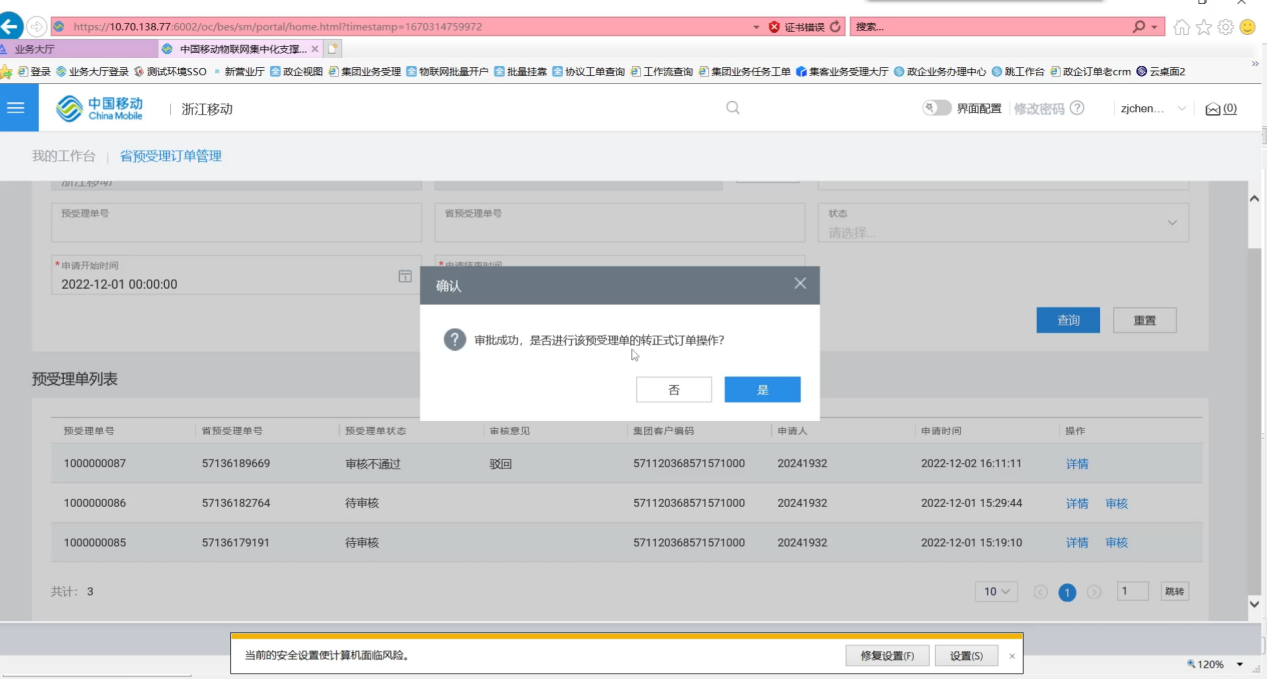 https://10.70.138.77:6002/oc/bes/sm/portal/home.html?timestamp=1670314759972 证书错误 搜索...
业务大厅 中国移动物联网集中化支撑... ×
登录 业务大厅登录 测试环境SSO 新营业厅 政企视图 集团业务受理 物联网批量开户 批量挂靠 协议工单查询 工作流查询 集团业务任务工单 集客业务受理大厅 政企业务办理中心 跳工作台 政企订单老crm 云桌面2 »
中国移动 China Mobile | 浙江移动 界面配置 修改密码 zjchen... (0)
我的工作台 | 省预受理订单管理
浙江移动
预受理单号 省预受理单号 状态
请选择...
*申请开始时间 *申请结束时间
2022-12-01 00:00:00
确认
审批成功，是否进行该预受理单的转正式订单操作?
否 是
查询 重置
预受理单列表
预受理单号 省预受理单号 预受理单状态 审核意见 集团客户编码 申请人 申请时间 操作
1000000087 57136189669 审核不通过 驳回 571120368571571000 20241932 2022-12-02 16:11:11 详情
1000000086 57136182764 待审核 571120368571571000 20241932 2022-12-01 15:29:44 详情 审核
1000000085 57136179191 待审核 571120368571571000 20241932 2022-12-01 15:19:10 详情 审核
共计: 3 10 1 1 跳转
当前的安全设置使计算机面临风险。 修复设置(F) 设置(S) ×
120%